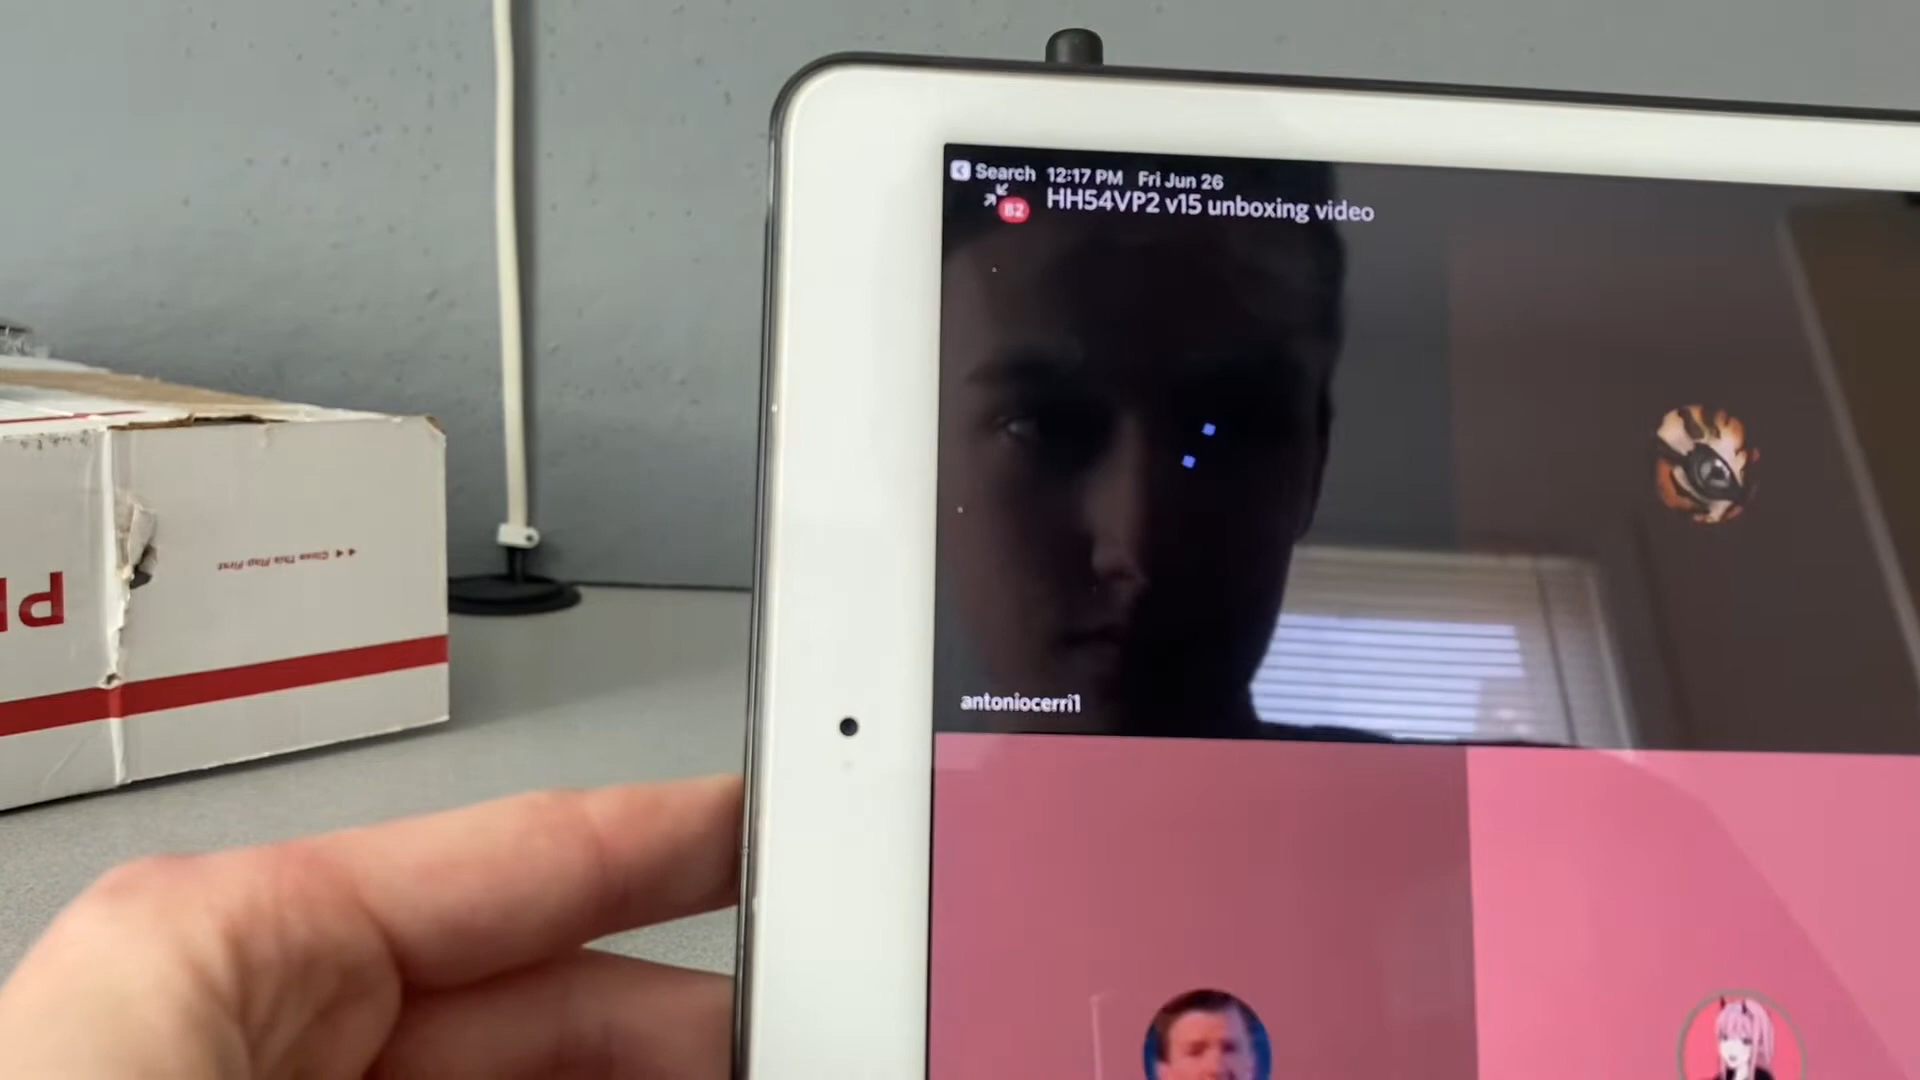 Search 12:17 PM Fri Jun 26
82 HH54VP2 v15 unboxing video
antoniocerri1
Close This Flap First